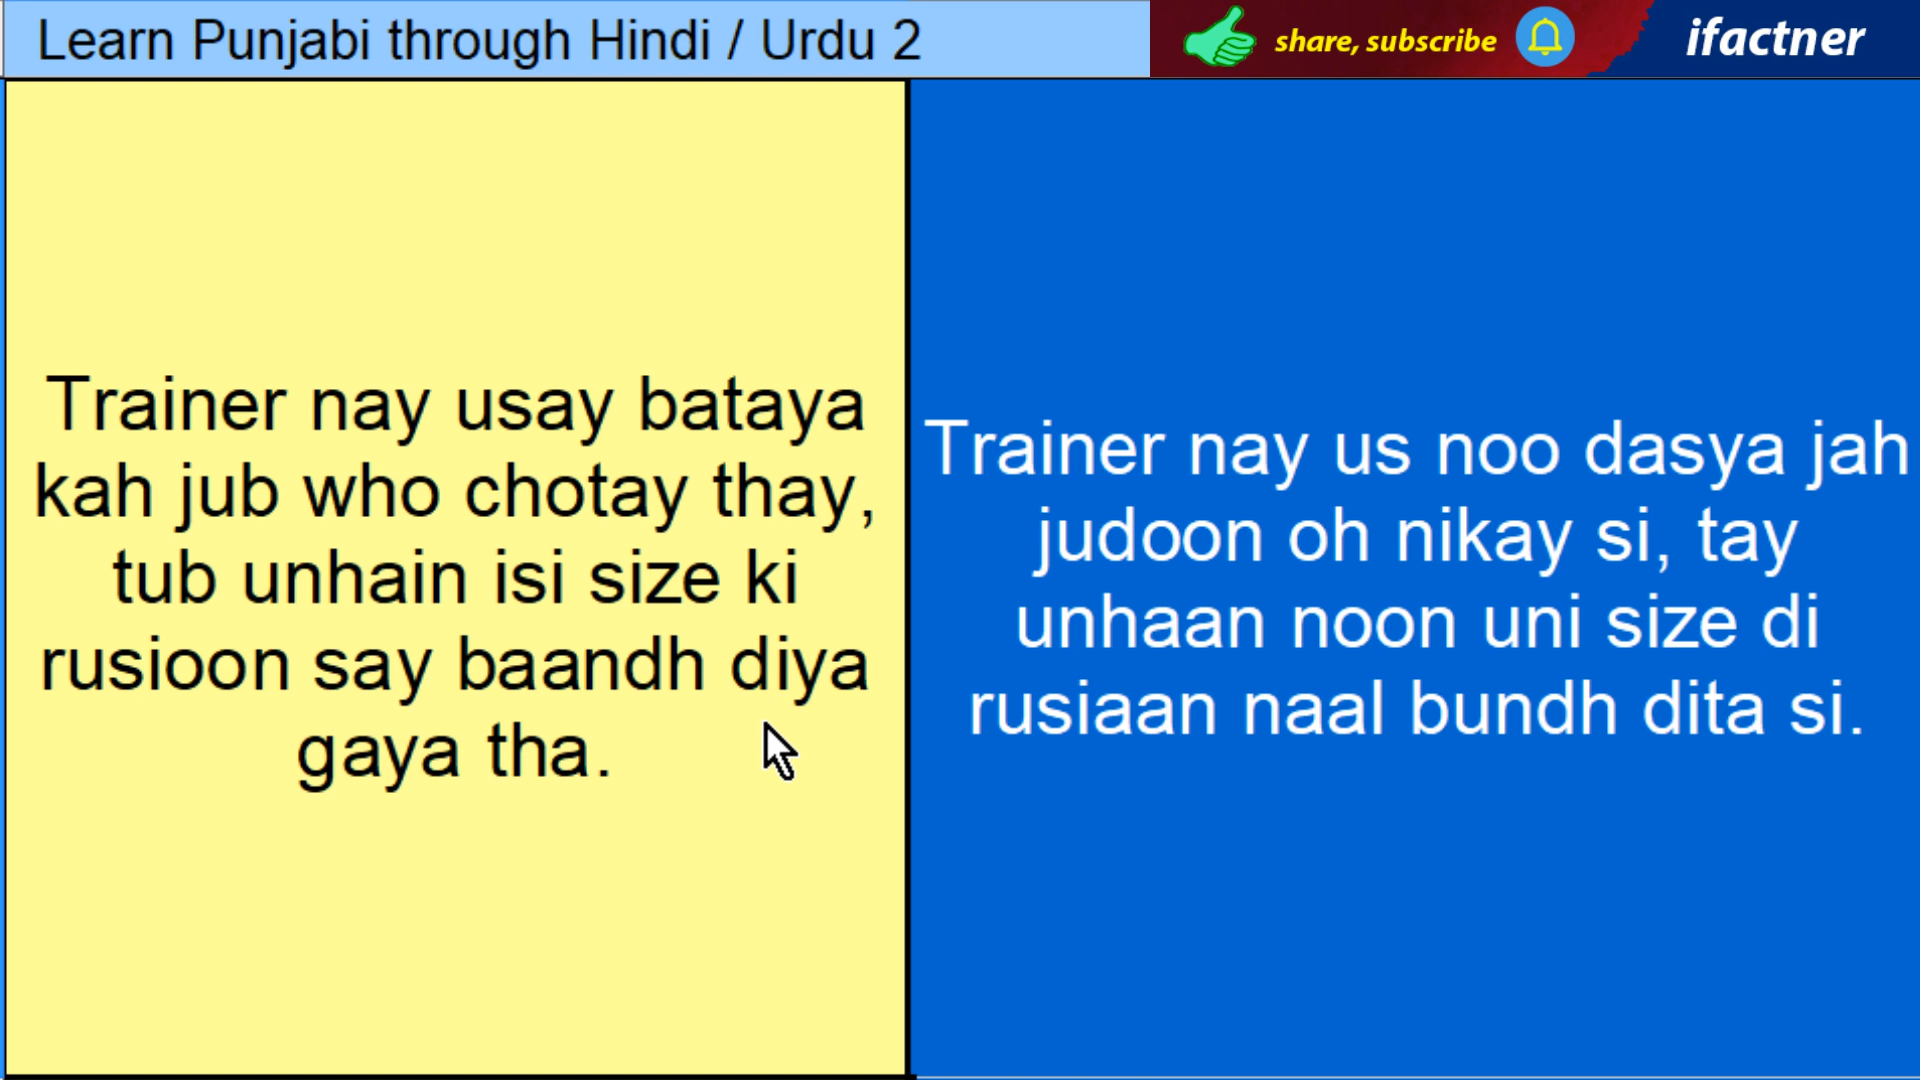 Learn Punjabi through Hindi / Urdu 2
share, subscribe
ifactner
Trainer nay usay bataya
kah jub who chotay thay,
tub unhain isi size ki
rusioon say baandh diya
gaya tha.
Trainer nay us noo dasya jah
judoon oh nikay si, tay
unhaan noon uni size di
rusiaan naal bundh dita si.